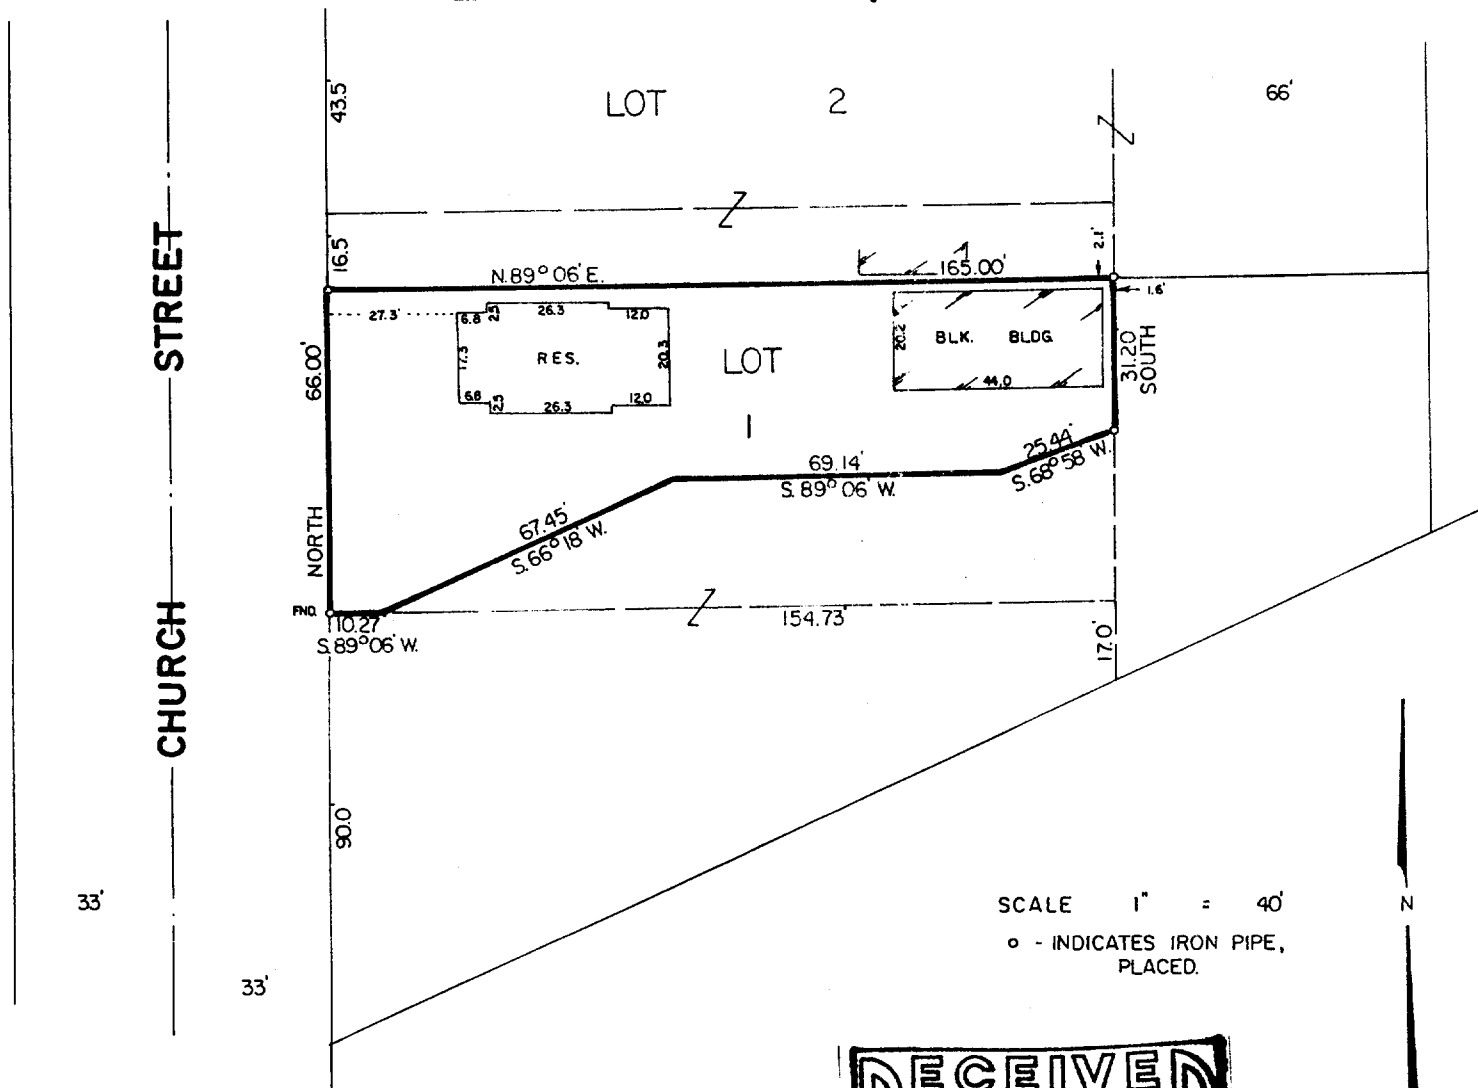 43.5'
LOT 2
66'
16.5'
2.1'
N. 89° 06' E.
165.00'
1.6'
27.3'
6.8
2.5
26.3
12.0
17.3
RES.
20.3
6.8
2.5
26.3
12.0
LOT
1
20.2
BLK. BLDG.
44.0
31.20
SOUTH
66.00'
NORTH
69.14'
S. 89° 06' W.
25.44'
S. 68° 58' W.
67.45'
S. 66° 18' W.
FND.
10.27'
S. 89° 06' W.
154.73'
17.0'
90.0'
CHURCH STREET
33'
33'
SCALE 1" = 40'
o - INDICATES IRON PIPE,
PLACED.
N
RECEIVED